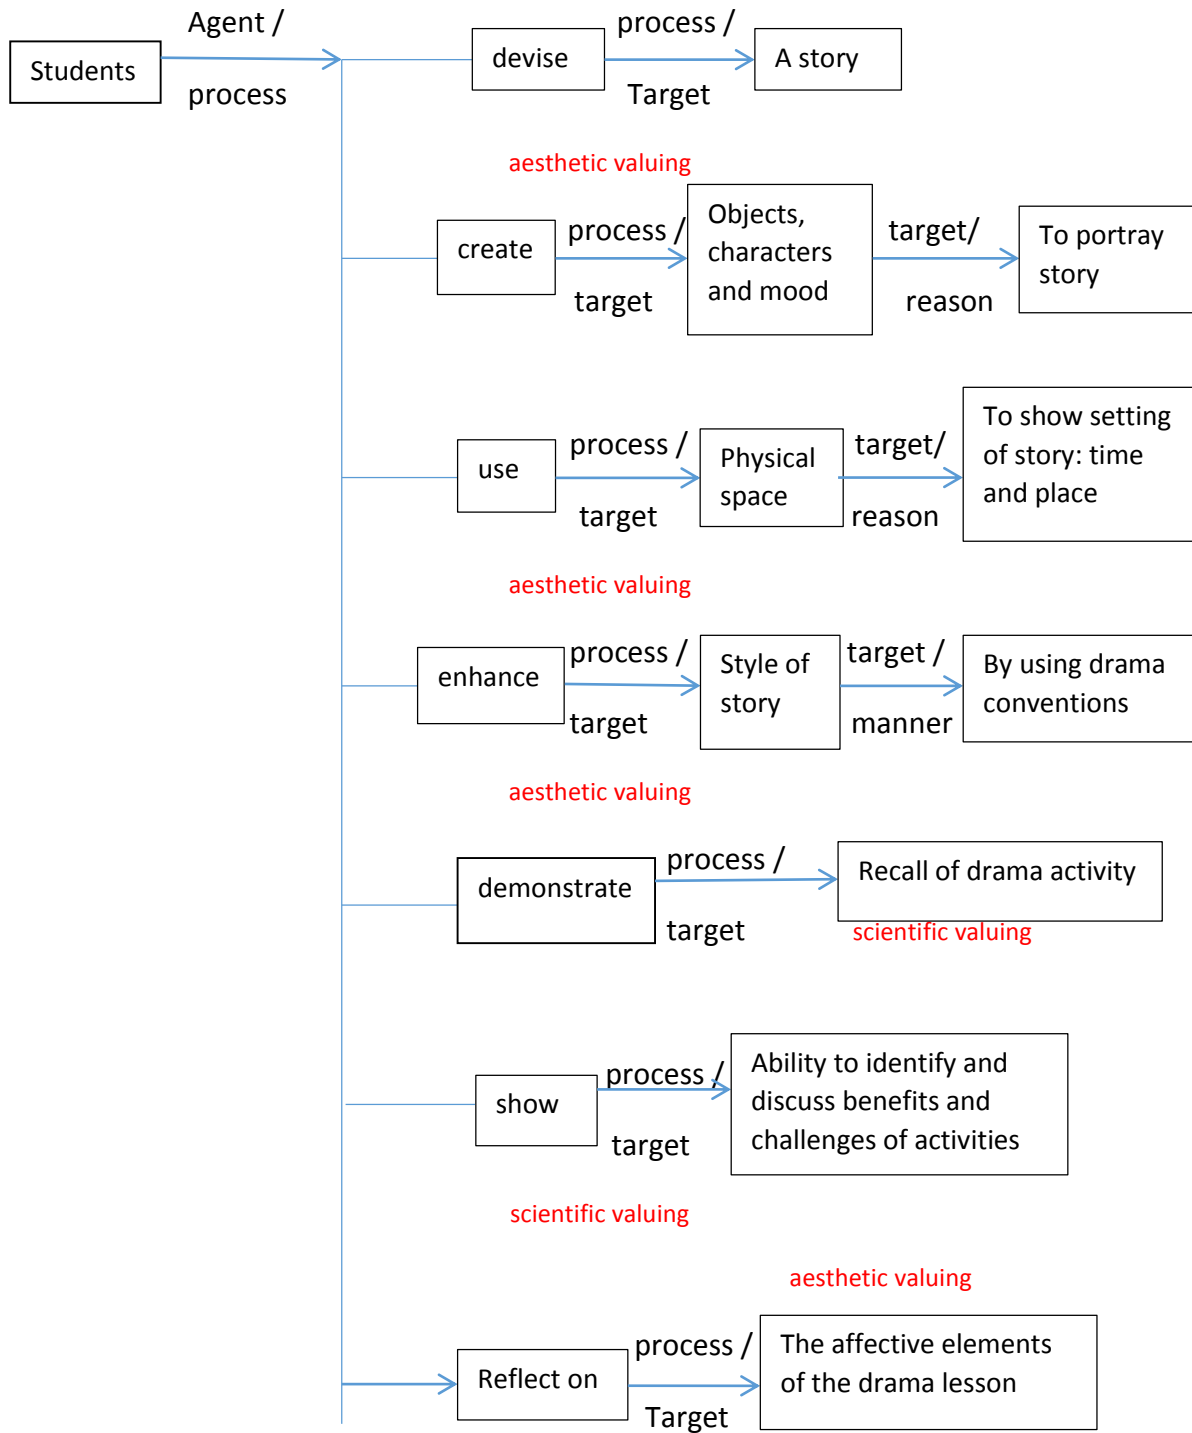 Agent /
process
Students
devise
process /
Target
A story
aesthetic valuing
create
process /
target
Objects,
characters
and mood
target/
reason
To portray
story
use
process /
target
Physical
space
target/
reason
To show setting
of story: time
and place
aesthetic valuing
enhance
process /
target
Style of
story
target /
manner
By using drama
conventions
aesthetic valuing
demonstrate
process /
target
Recall of drama activity
scientific valuing
show
process /
target
Ability to identify and
discuss benefits and
challenges of activities
scientific valuing
aesthetic valuing
Reflect on
process /
Target
The affective elements
of the drama lesson